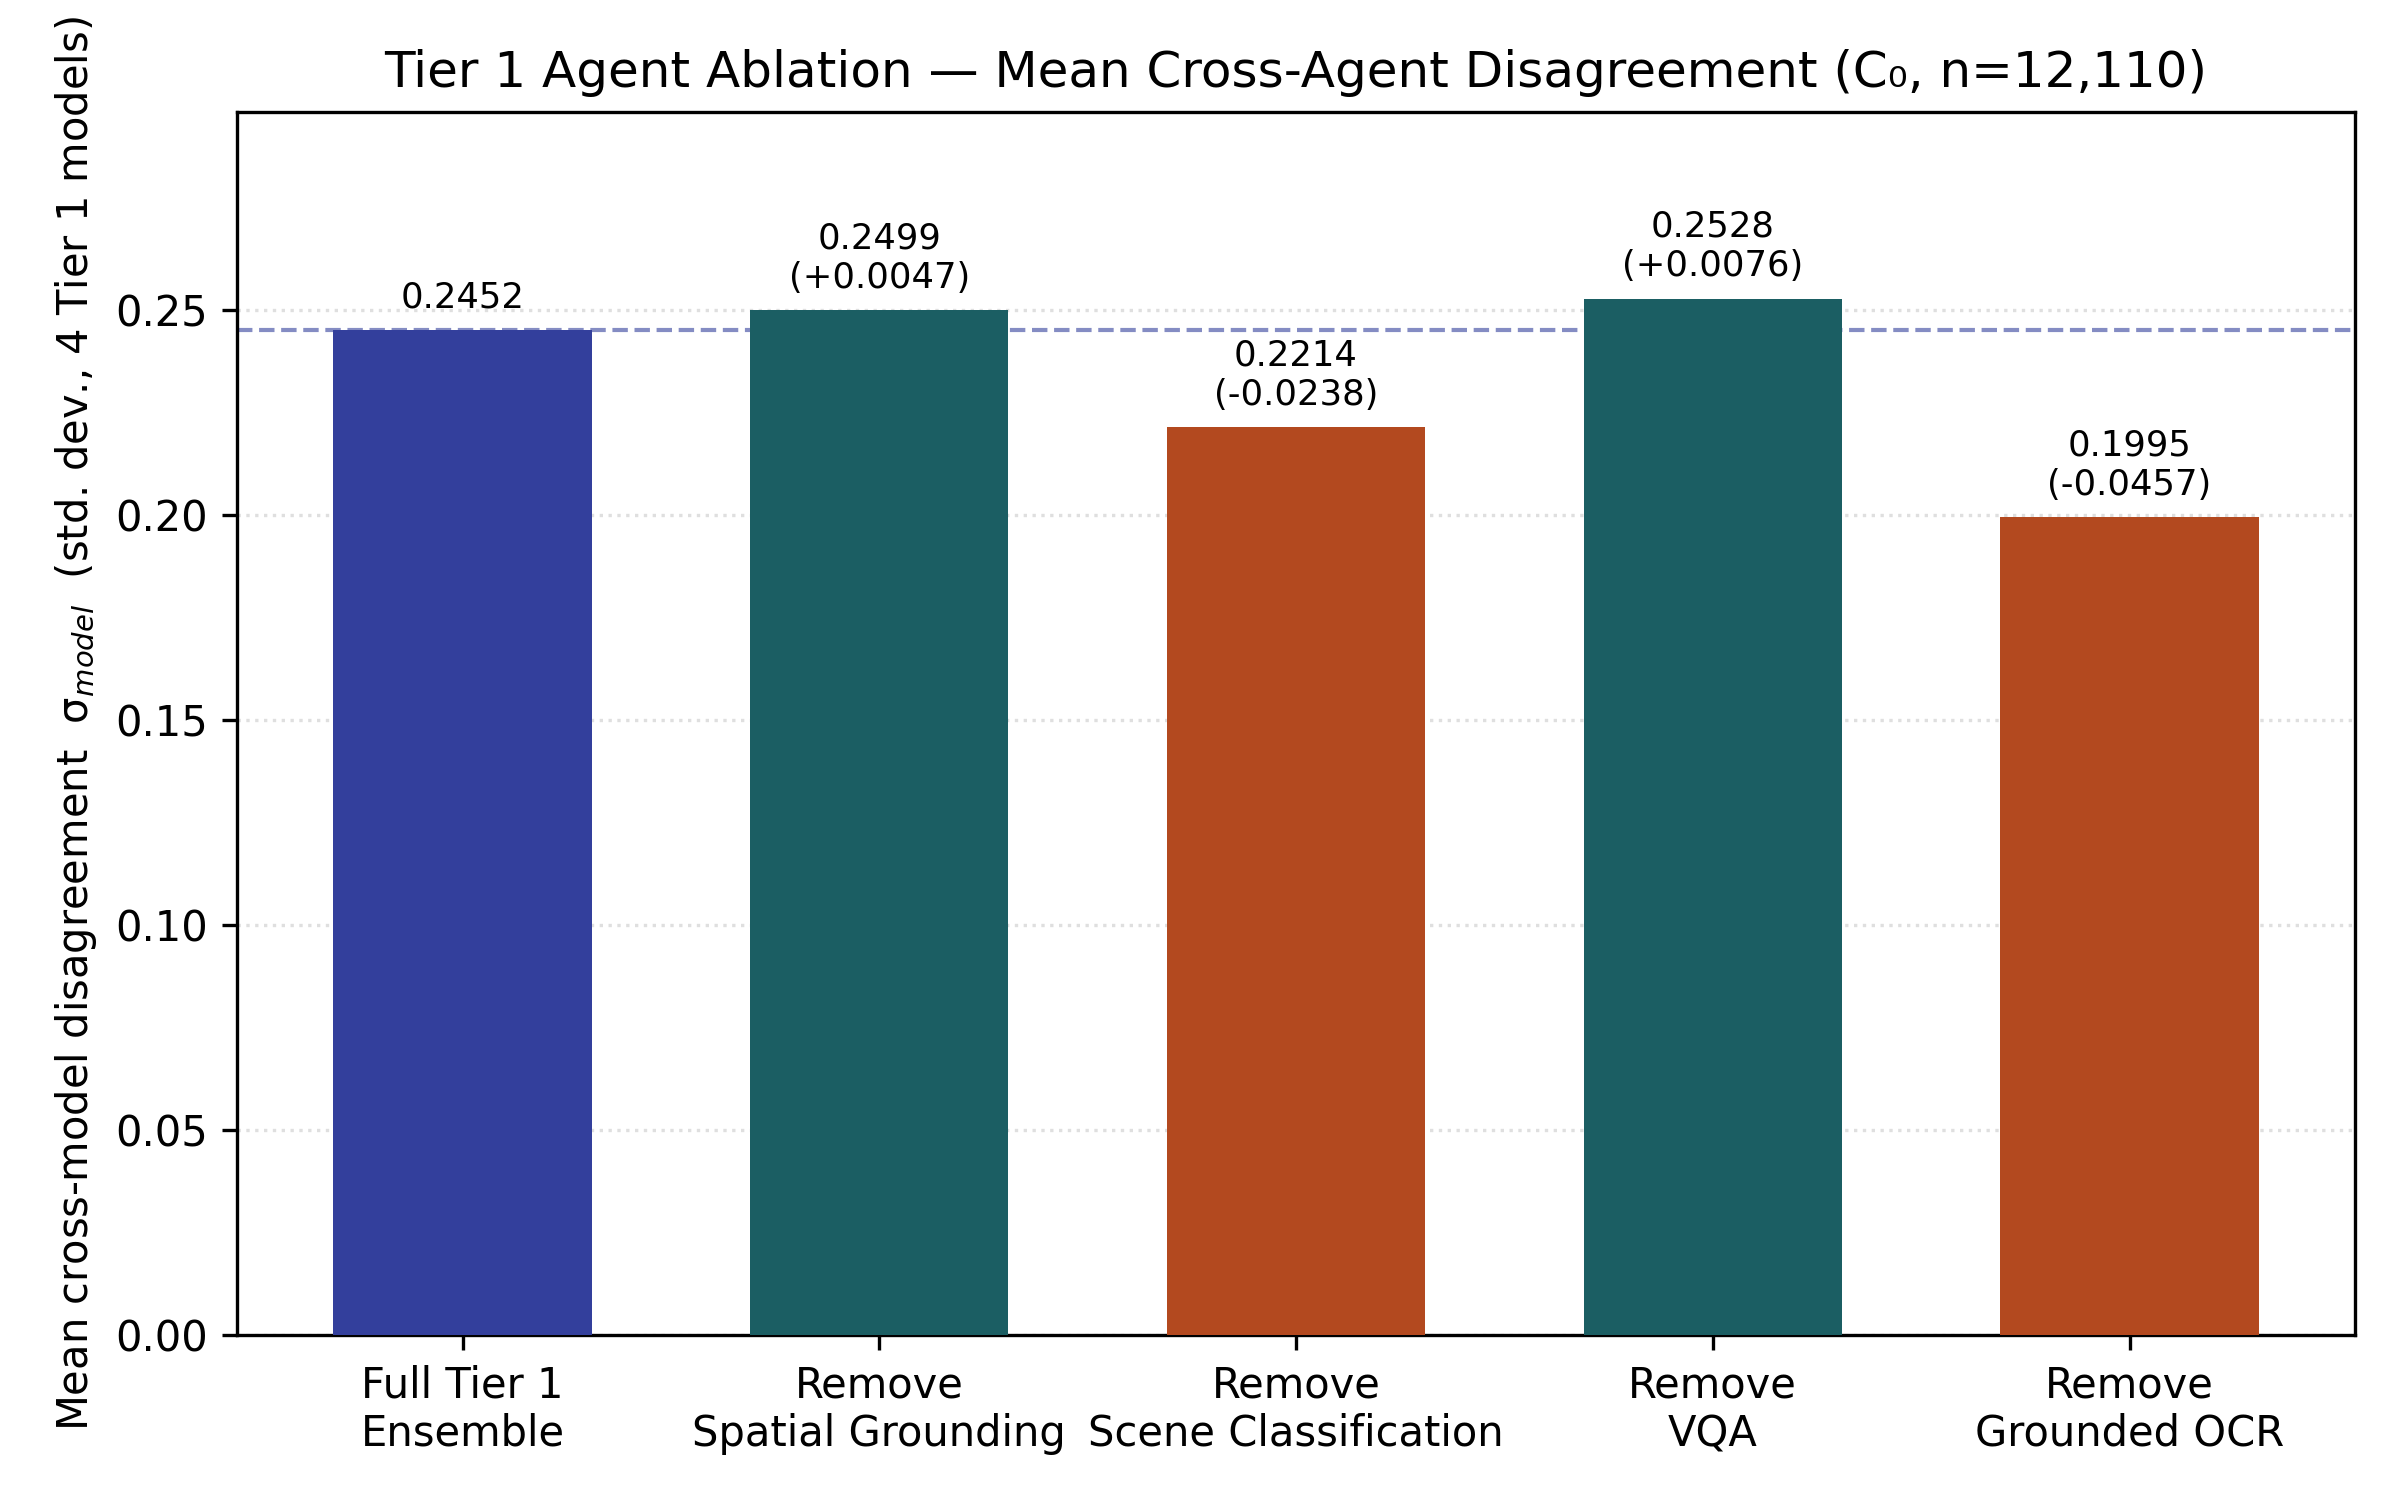 Tier 1 Agent Ablation — Mean Cross-Agent Disagreement (C₀, n=12,110)
Mean cross-model disagreement σmodel (std. dev., 4 Tier 1 models)
0.25
0.20
0.15
0.10
0.05
0.00
0.2452
0.2499
(+0.0047)
0.2214
(-0.0238)
0.2528
(+0.0076)
0.1995
(-0.0457)
Full Tier 1
Ensemble
Remove
Spatial Grounding
Remove
Scene Classification
Remove
VQA
Remove
Grounded OCR